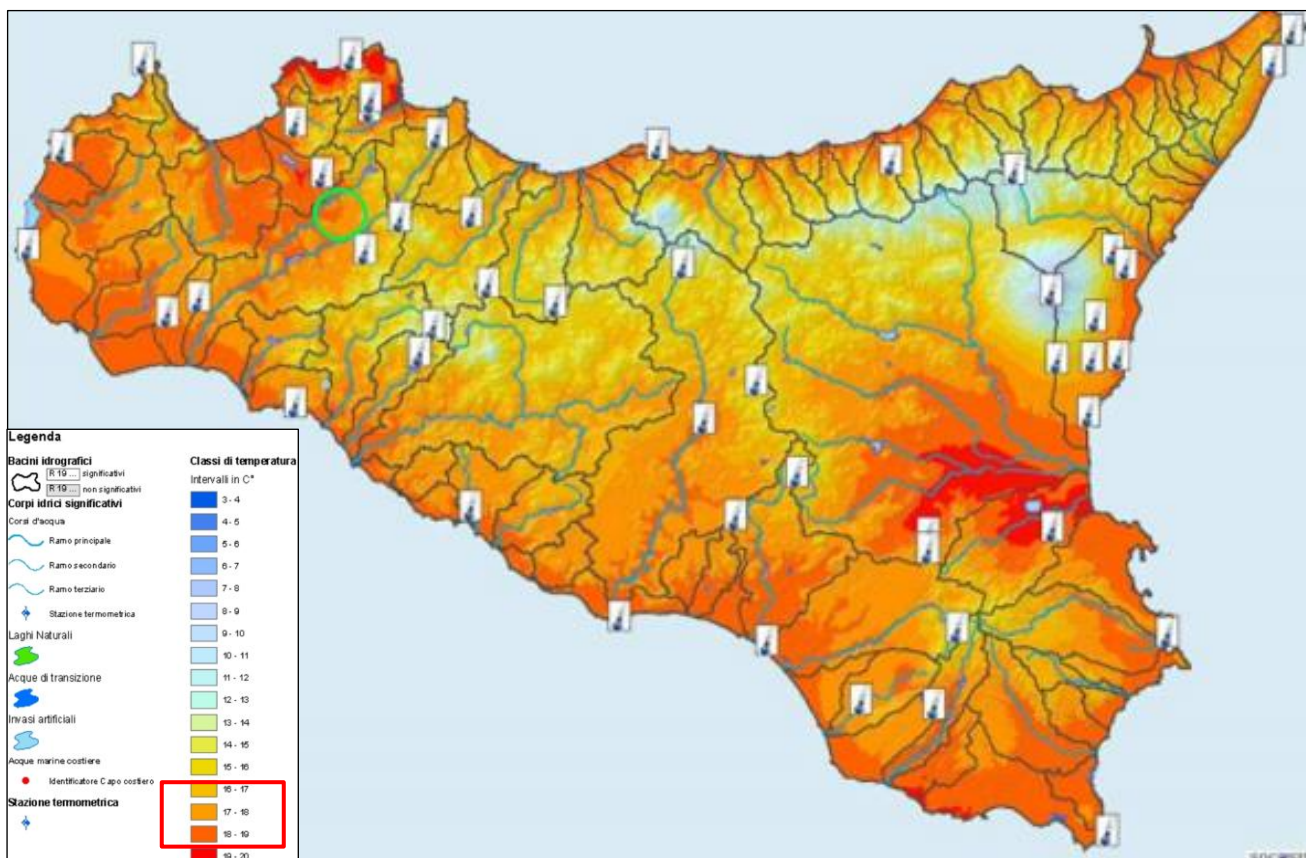 Legenda
Bacini idrografici
R 19 ... significativi
R 19 ... non significativi
Corpi idrici significativi
Corsi d'acqua
Ramo principale
Ramo secondario
Ramo terziario
Stazione termometrica
Laghi Naturali
Acque di transizione
Invasi artificiali
Acque marine costiere
Identificatore Capo costiero
Stazione termometrica
Classi di temperatura
Intervalli in C°
3 - 4
4 - 5
5 - 6
6 - 7
7 - 8
8 - 9
9 - 10
10 - 11
11 - 12
12 - 13
13 - 14
14 - 15
15 - 16
16 - 17
17 - 18
18 - 19
19 - 20